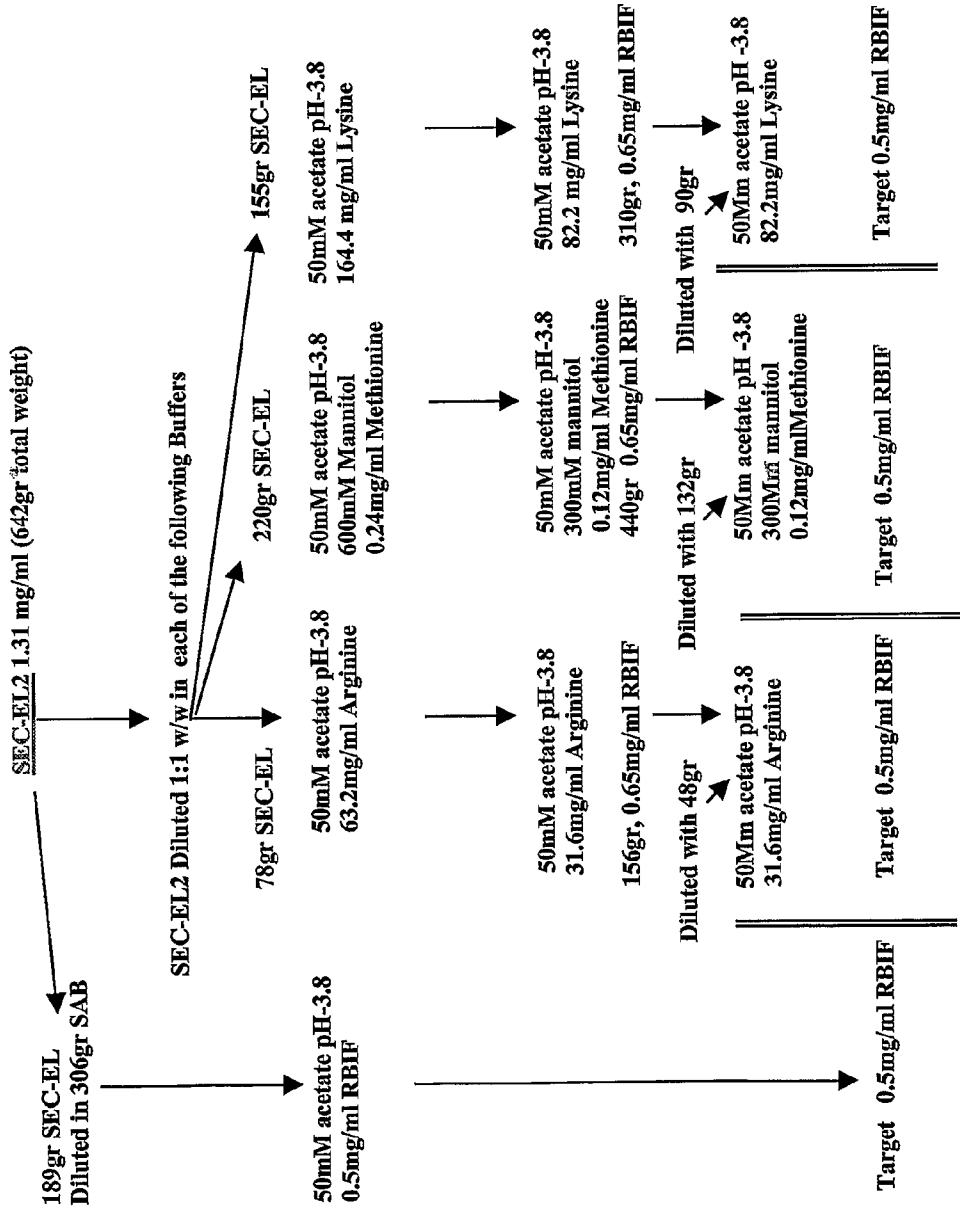 SEC-EL2 1.31 mg/ml (642gr total weight)
189gr SEC-EL
Diluted in 306gr SAB
SEC-EL2 Diluted 1:1 w/w in each of the following Buffers
78gr SEC-EL
220gr SEC-EL
155gr SEC-EL
50mM acetate pH-3.8
0.5mg/ml RBIF
50mM acetate pH-3.8
63.2mg/ml Arginine
50mM acetate pH-3.8
600mM Mannitol
0.24mg/ml Methionine
50mM acetate pH-3.8
164.4 mg/ml Lysine
50mM acetate pH-3.8
31.6mg/ml Arginine
156gr, 0.65mg/ml RBIF
50mM acetate pH-3.8
300mM mannitol
0.12mg/ml Methionine
440gr 0.65mg/ml RBIF
50mM acetate pH-3.8
82.2 mg/ml Lysine
310gr, 0.65mg/ml RBIF
Diluted with 48gr
Diluted with 132gr
Diluted with 90gr
50Mm acetate pH-3.8
31.6mg/ml Arginine
50Mm acetate pH -3.8
300Mm mannitol
0.12mg/mlMethionine
50Mm acetate pH -3.8
82.2mg/ml Lysine
Target 0.5mg/ml RBIF
Target 0.5mg/ml RBIF
Target 0.5mg/ml RBIF
Target 0.5mg/ml RBIF